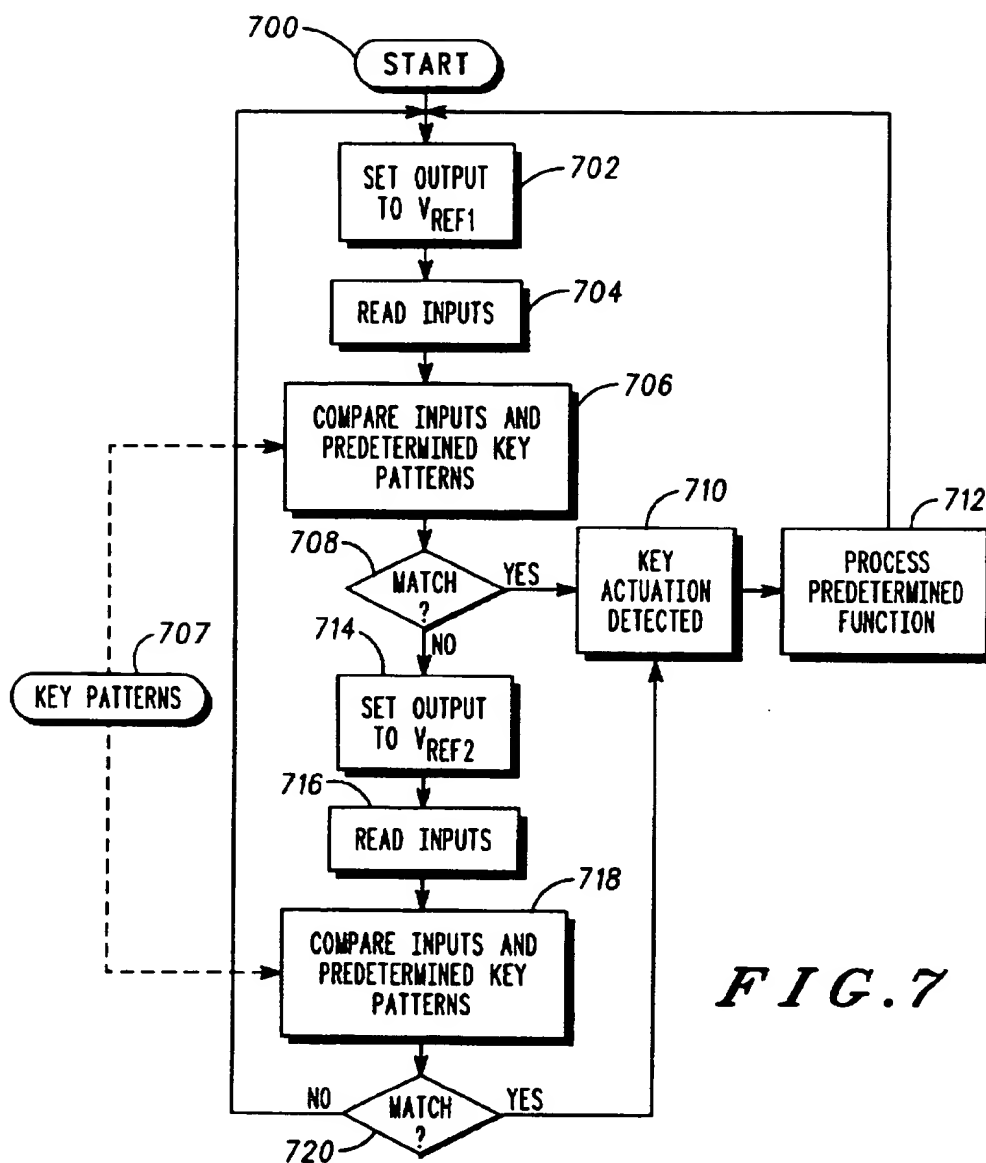 700
START
702
SET OUTPUT
TO VREF1
704
READ INPUTS
706
COMPARE INPUTS AND
PREDETERMINED KEY
PATTERNS
708
MATCH
?
YES
NO
710
KEY
ACTUATION
DETECTED
712
PROCESS
PREDETERMINED
FUNCTION
707
KEY PATTERNS
714
SET OUTPUT
TO VREF2
716
READ INPUTS
718
COMPARE INPUTS AND
PREDETERMINED KEY
PATTERNS
NO
MATCH
?
YES
720
FIG.7